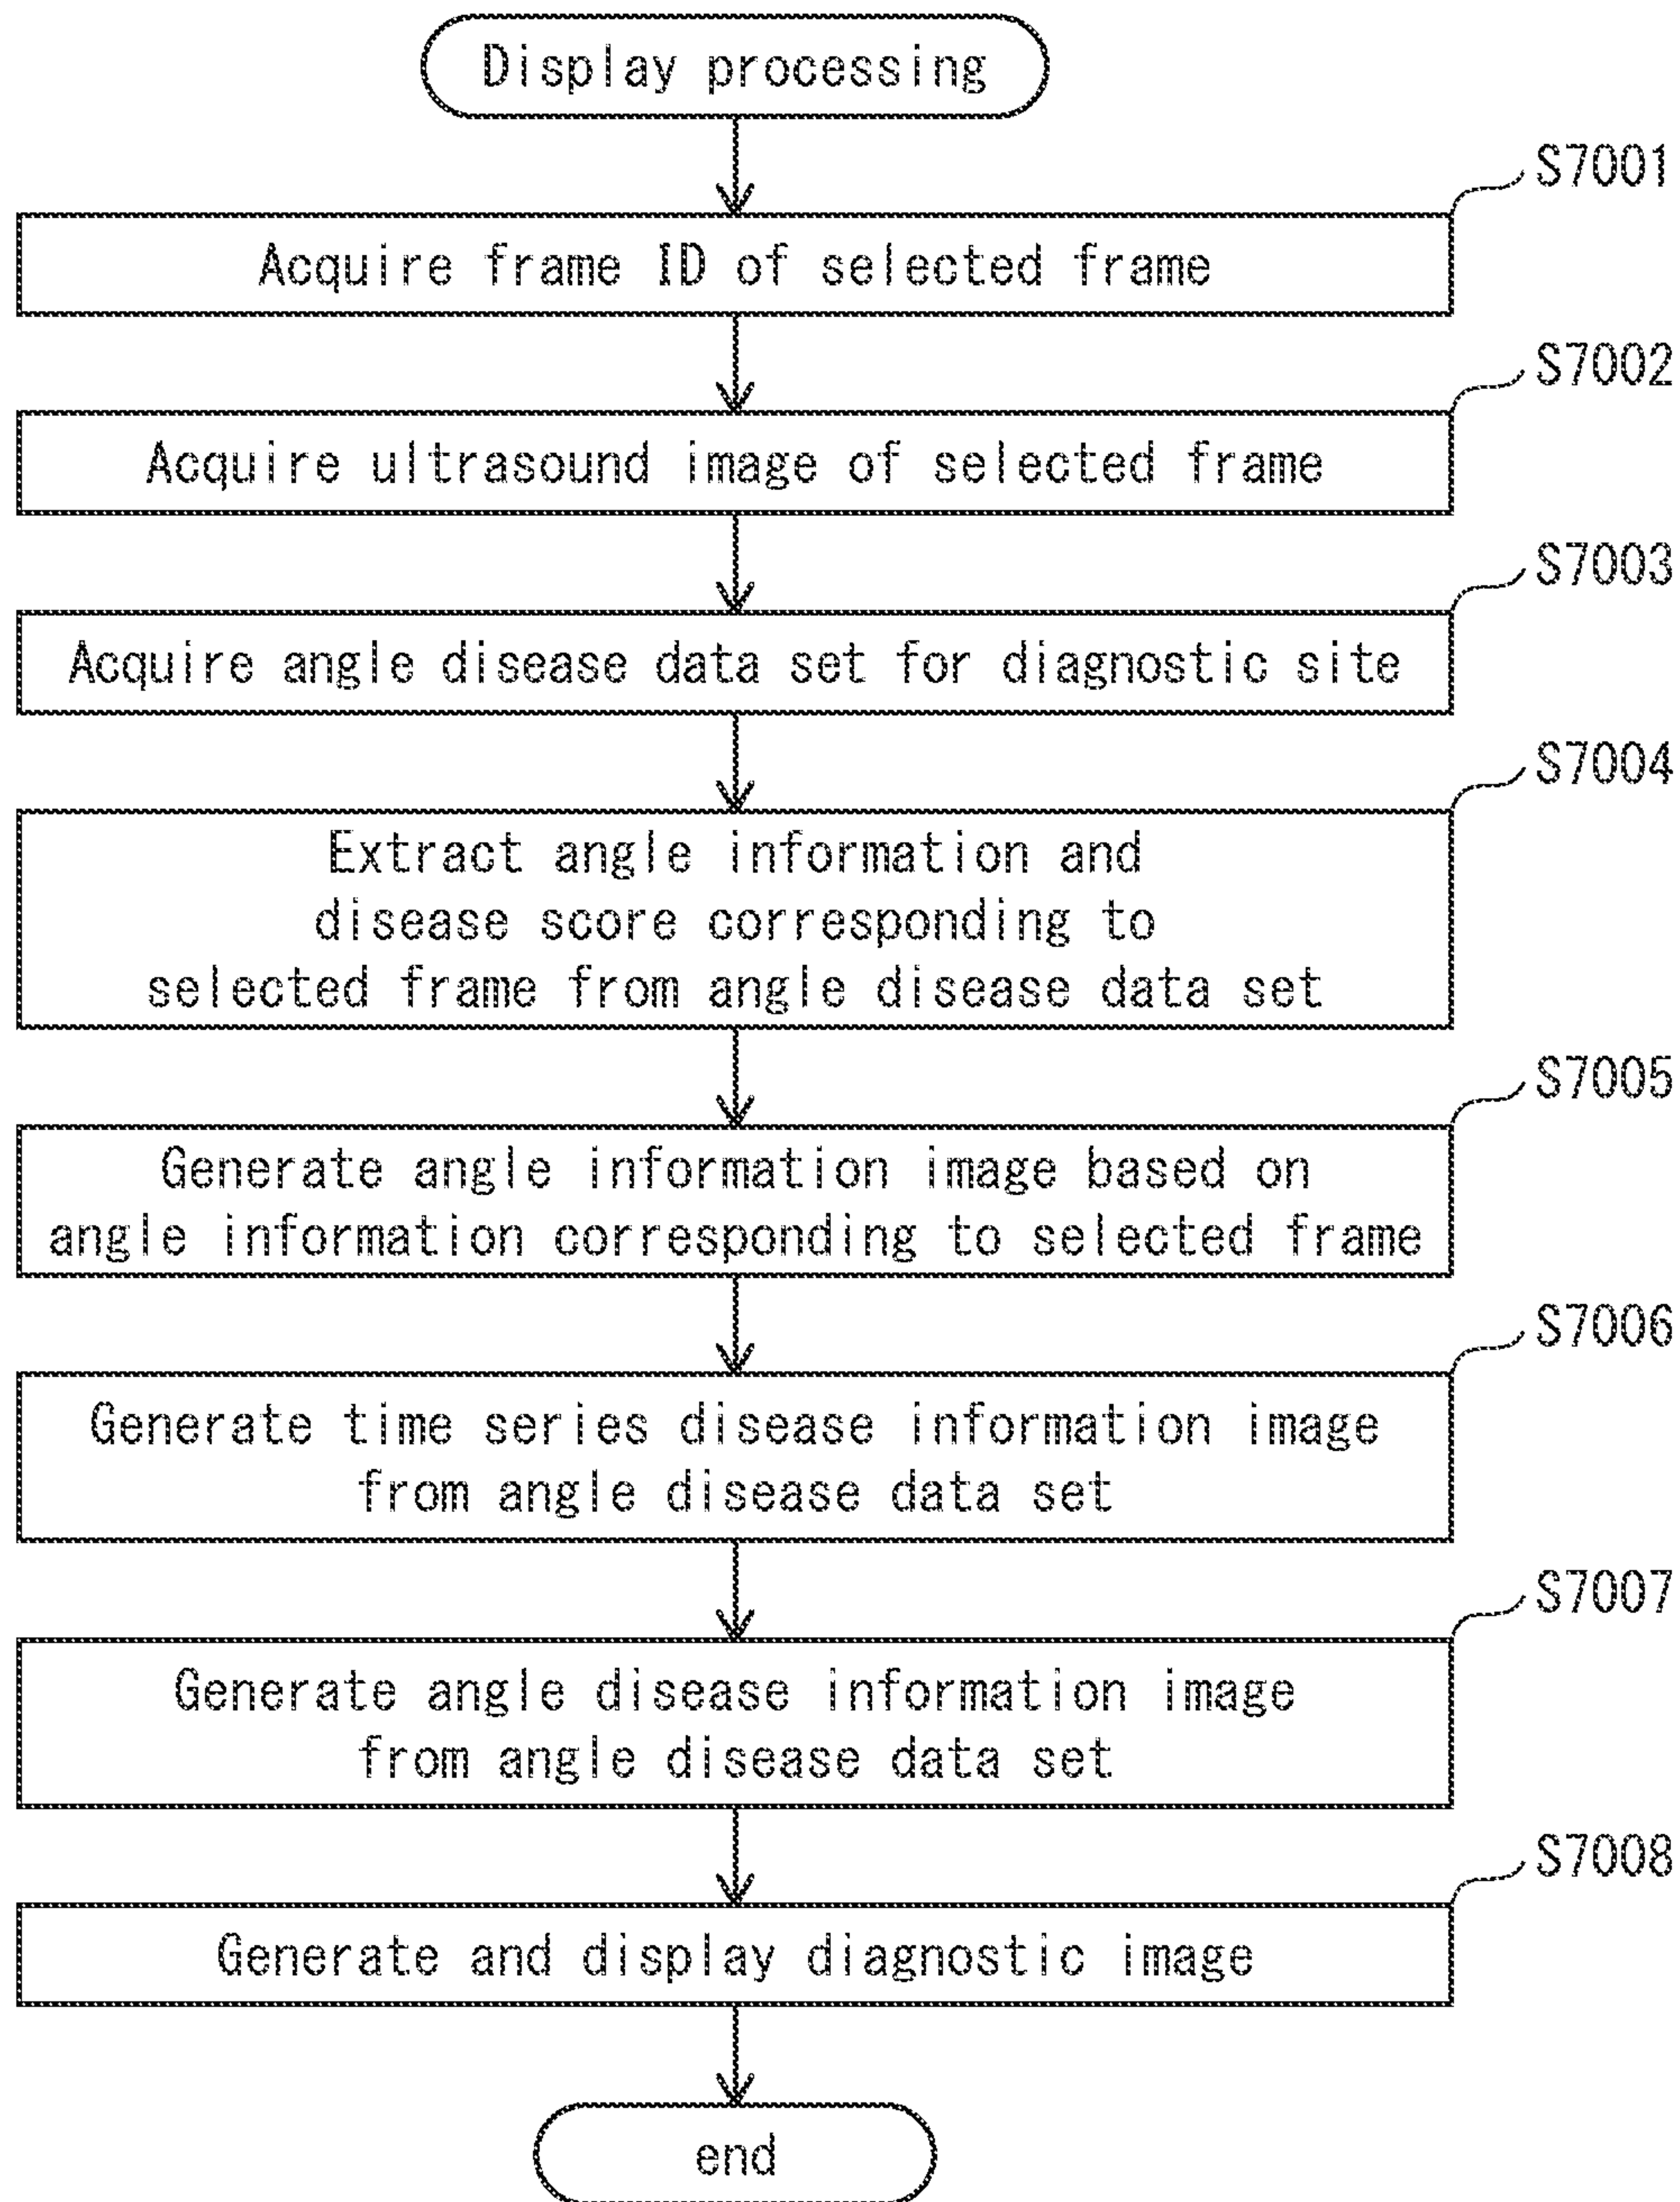 Display processing
S7001
Acquire frame ID of selected frame
S7002
Acquire ultrasound image of selected frame
S7003
Acquire angle disease data set for diagnostic site
S7004
Extract angle information and
disease score corresponding to
selected frame from angle disease data set
S7005
Generate angle information image based on
angle information corresponding to selected frame
S7006
Generate time series disease information image
from angle disease data set
S7007
Generate angle disease information image
from angle disease data set
S7008
Generate and display diagnostic image
end